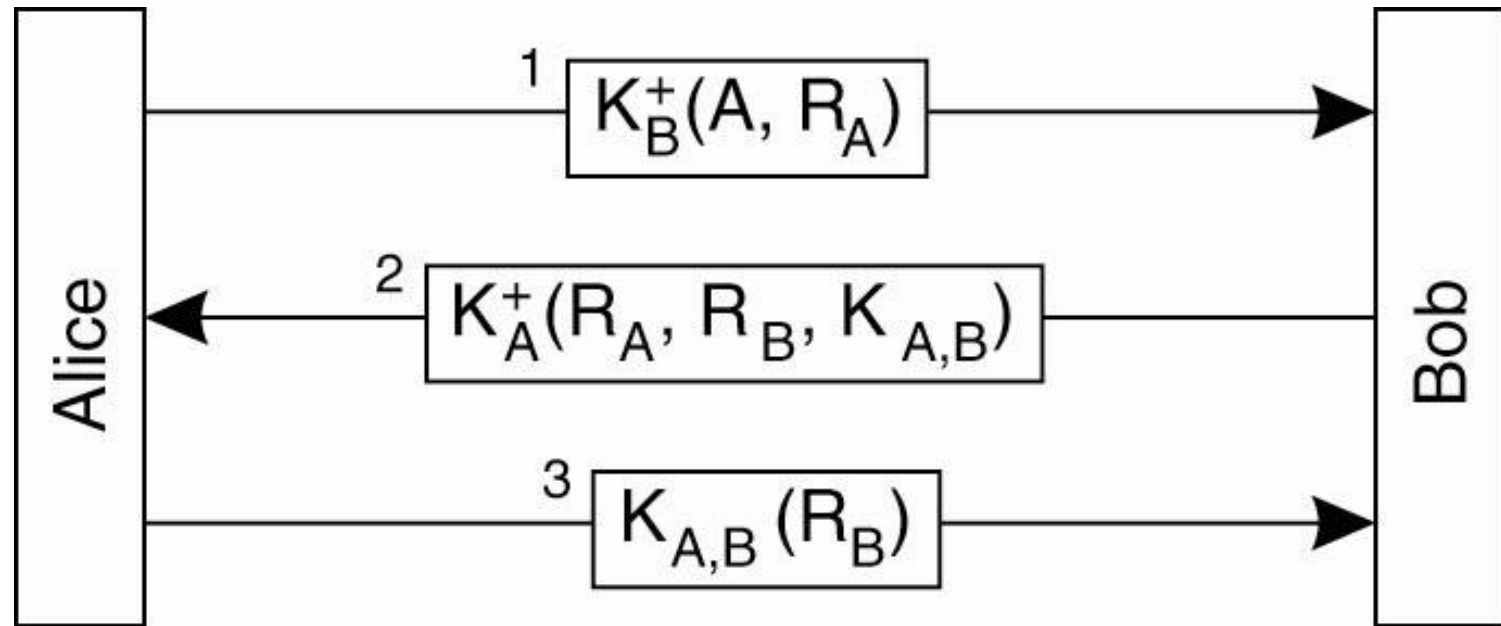 Alice
1
K_B^+(A, R_A)
2
K_A^+(R_A, R_B, K_A,B)
3
K_A,B (R_B)
Bob